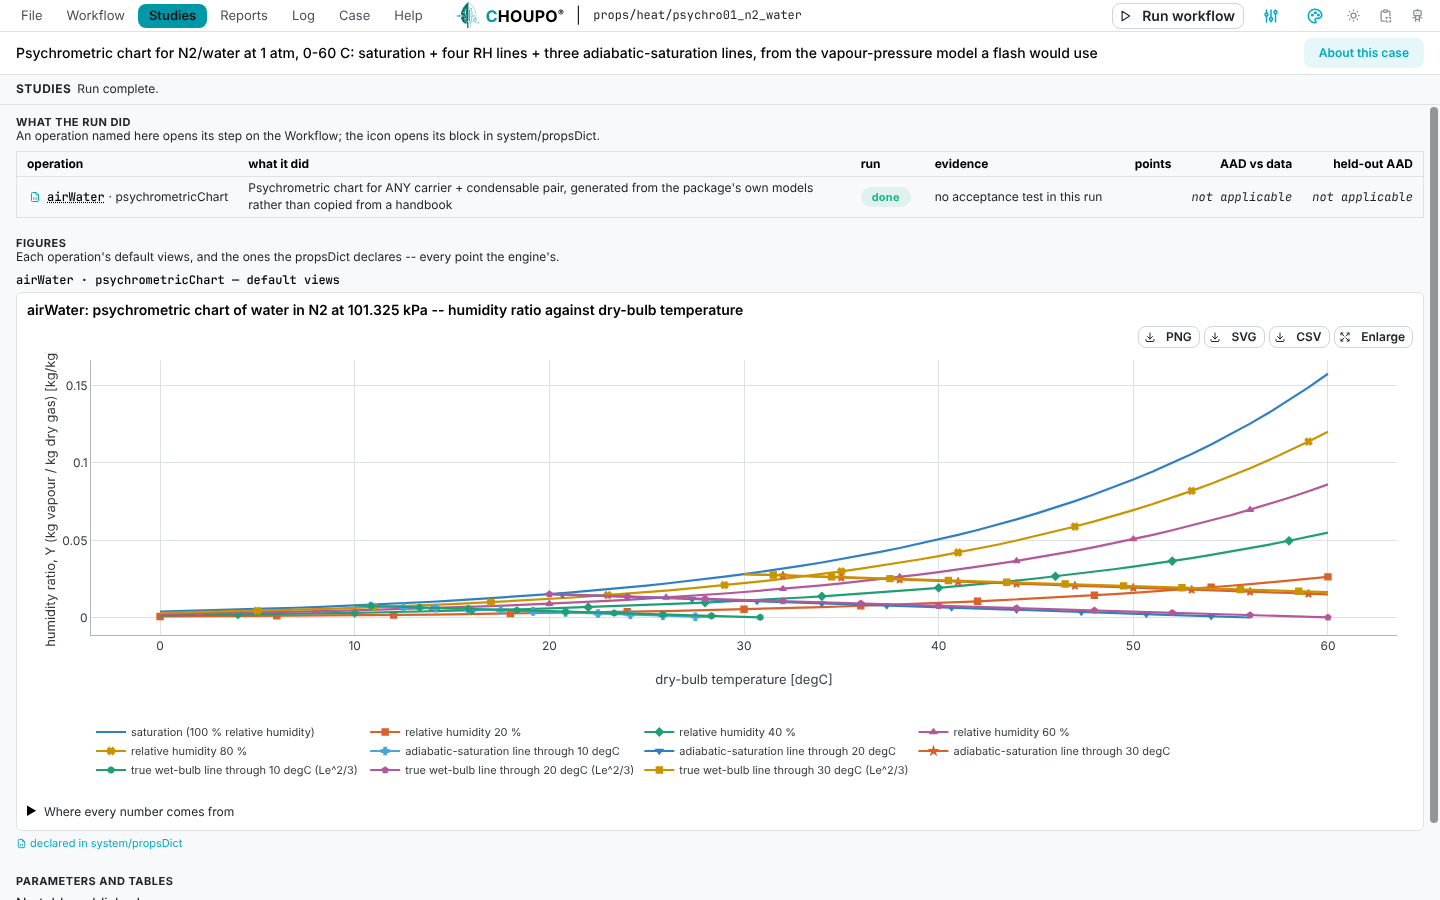 File Workflow Studies Reports Log Case Help CHOUPO® props/heat/psychro01_n2_water Run workflow
Psychrometric chart for N2/water at 1 atm, 0-60 C: saturation + four RH lines + three adiabatic-saturation lines, from the vapour-pressure model a flash would use About this case
STUDIES Run complete.
WHAT THE RUN DID
An operation named here opens its step on the Workflow; the icon opens its block in system/propsDict.
operation what it did run evidence points AAD vs data held-out AAD
airWater · psychrometricChart Psychrometric chart for ANY carrier + condensable pair, generated from the package's own models done no acceptance test in this run not applicable not applicable
rather than copied from a handbook
FIGURES
Each operation's default views, and the ones the propsDict declares -- every point the engine's.
airWater · psychrometricChart — default views
airWater: psychrometric chart of water in N2 at 101.325 kPa -- humidity ratio against dry-bulb temperature
PNG SVG CSV Enlarge
humidity ratio, Y (kg vapour / kg dry gas) [kg/kg
0.15
0.1
0.05
0
0 10 20 30 40 50 60
dry-bulb temperature [degC]
saturation (100 % relative humidity) relative humidity 20 % relative humidity 40 % relative humidity 60 %
relative humidity 80 % adiabatic-saturation line through 10 degC adiabatic-saturation line through 20 degC adiabatic-saturation line through 30 degC
true wet-bulb line through 10 degC (Le^2/3) true wet-bulb line through 20 degC (Le^2/3) true wet-bulb line through 30 degC (Le^2/3)
Where every number comes from
declared in system/propsDict
PARAMETERS AND TABLES